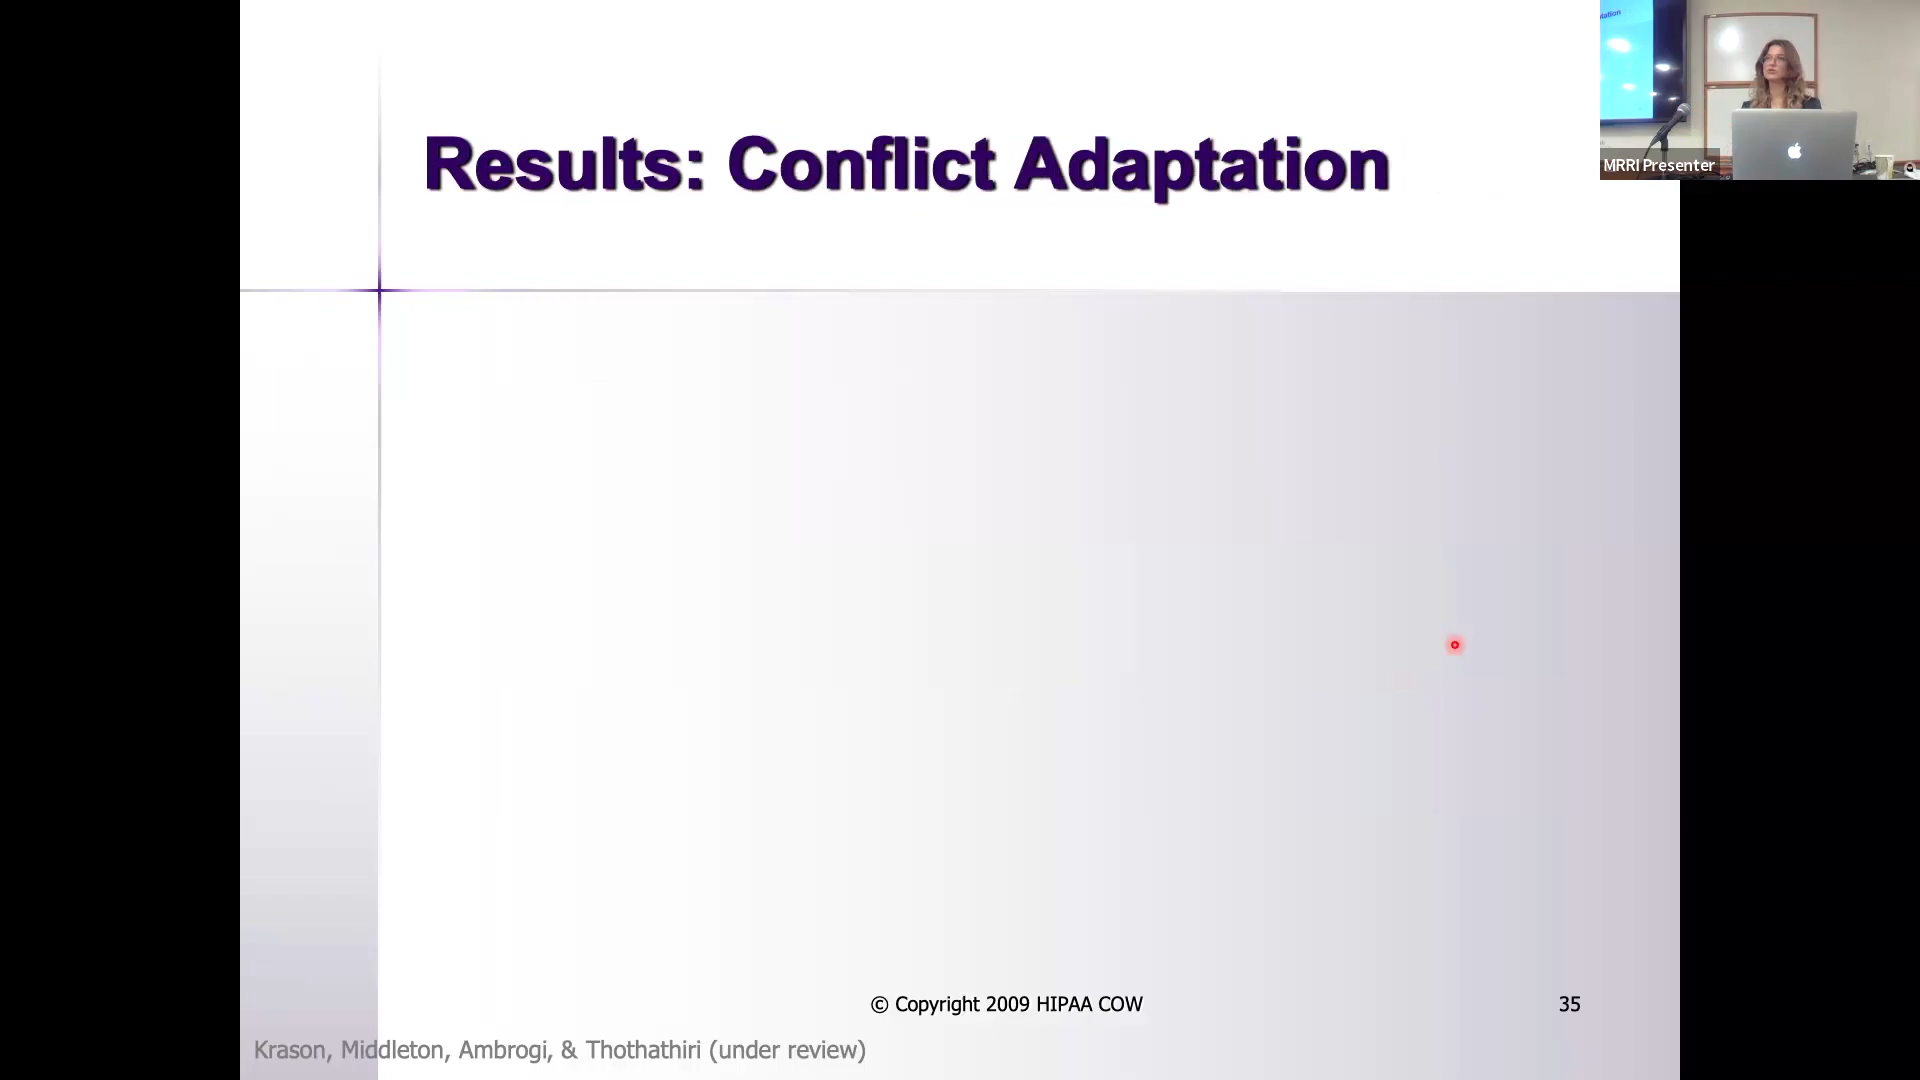 Results: Conflict Adaptation
MRRI Presenter
© Copyright 2009 HIPAA COW
35
Krason, Middleton, Ambrogi, & Thothathiri (under review)